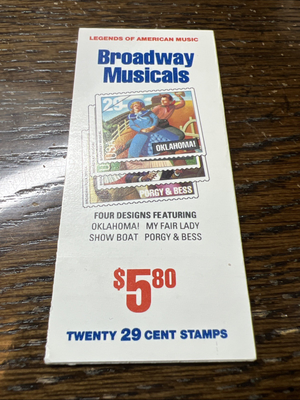 LEGENDS OF AMERICAN MUSIC
Broadway
Musicals
29
OKLAHOMA!
PORGY & BESS
FOUR DESIGNS FEATURING
OKLAHOMA! MY FAIR LADY
SHOW BOAT PORGY & BESS
$5.80
TWENTY 29 CENT STAMPS